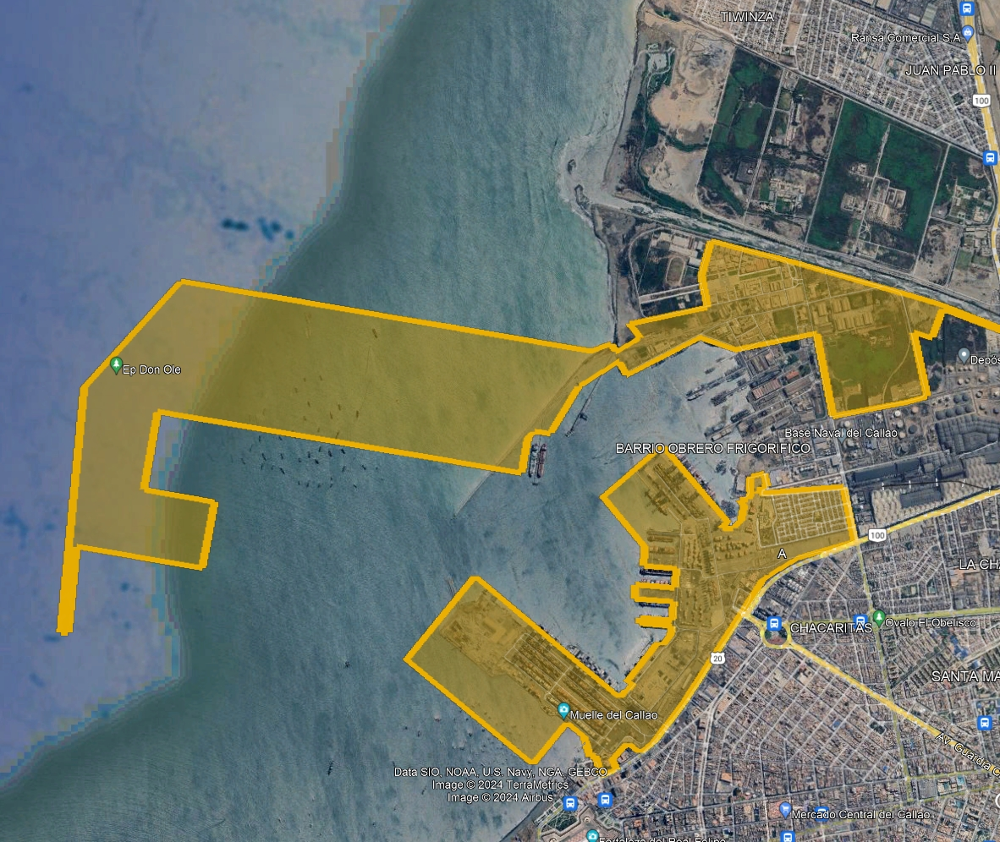 TIWINZA
Ransa Comercial S.A
JUAN PABLO II
100
Ep Don Ole
Depós
Base Naval del Callao
BARRIO OBRERO FRIGORIFICO
100
A
LA CHA
CHACARITAS
Ovalo El Obelisco
20
SANTA MA
Muelle del Callao
Av. Guardia C
Data SIO, NOAA, U.S. Navy, NGA, GEBCO
Image © 2024 TerraMetrics
Image © 2024 Airbus
Mercado Central del Callao
Fortaleza del Real Felipe